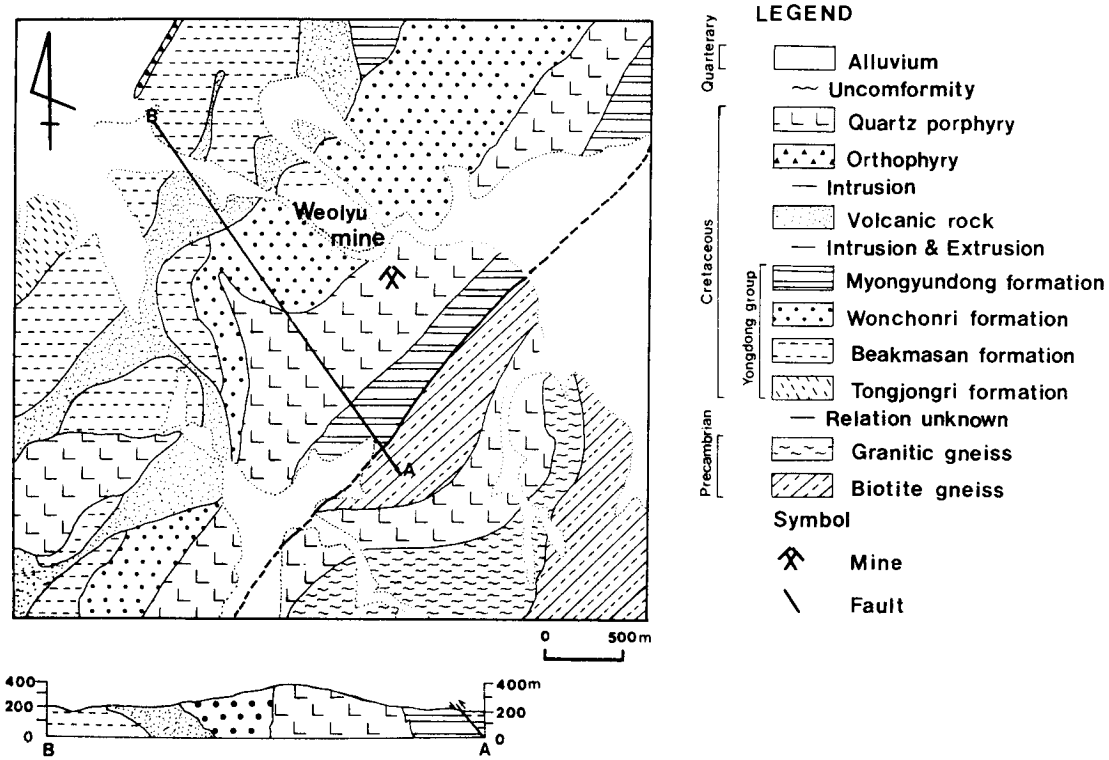 B
Weolyu
mine
A
0 500m
400
200
0
B
400m
200
0
A
LEGEND
Quarterary
Alluvium
Uncomformity
Cretaceous
Quartz porphyry
Orthophyry
Intrusion
Volcanic rock
Intrusion & Extrusion
Yongdong group
Myongyundong formation
Wonchonri formation
Beakmasan formation
Tongjongri formation
Relation unknown
Precambrian
Granitic gneiss
Biotite gneiss
Symbol
Mine
Fault